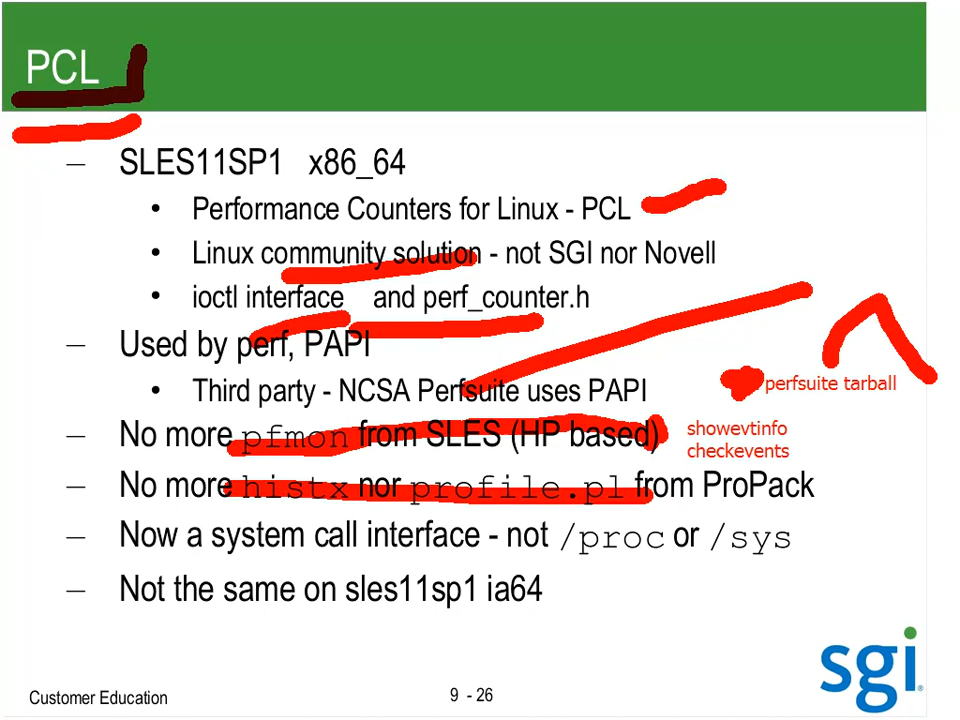 PCL
– SLES11SP1 x86_64
• Performance Counters for Linux - PCL
• Linux community solution - not SGI nor Novell
• ioctl interface and perf_counter.h
– Used by perf, PAPI
• Third party - NCSA Perfsuite uses PAPI
perfsuite tarball
– No more pfmon from SLES (HP based)
showevtinfo
checkevents
– No more histx nor profile.pl from ProPack
– Now a system call interface - not /proc or /sys
– Not the same on sles11sp1 ia64
Customer Education
9 - 26
sgi